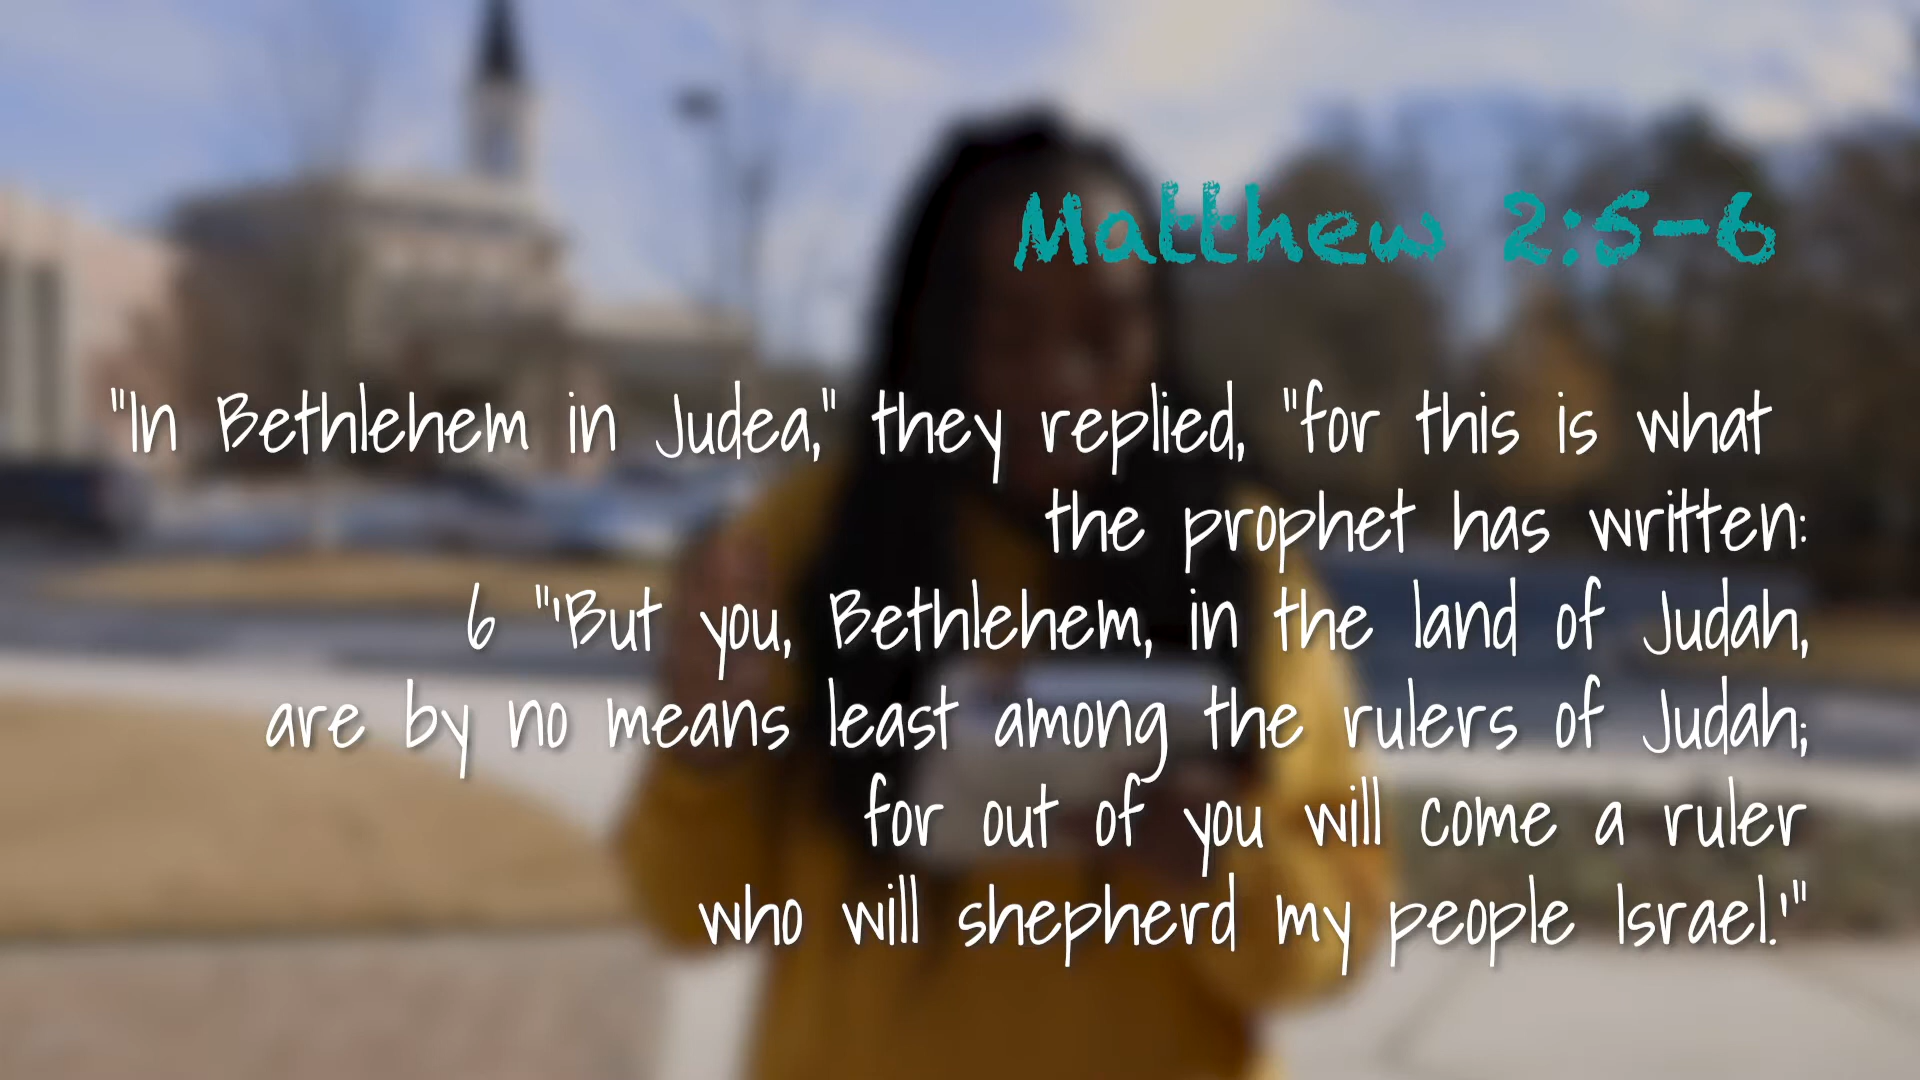 Matthew 2:5-6
"In Bethlehem in Judea," they replied, "for this is what
the prophet has written:
6 "'But you, Bethlehem, in the land of Judah,
are by no means least among the rulers of Judah;
for out of you will come a ruler
who will shepherd my people Israel.'"